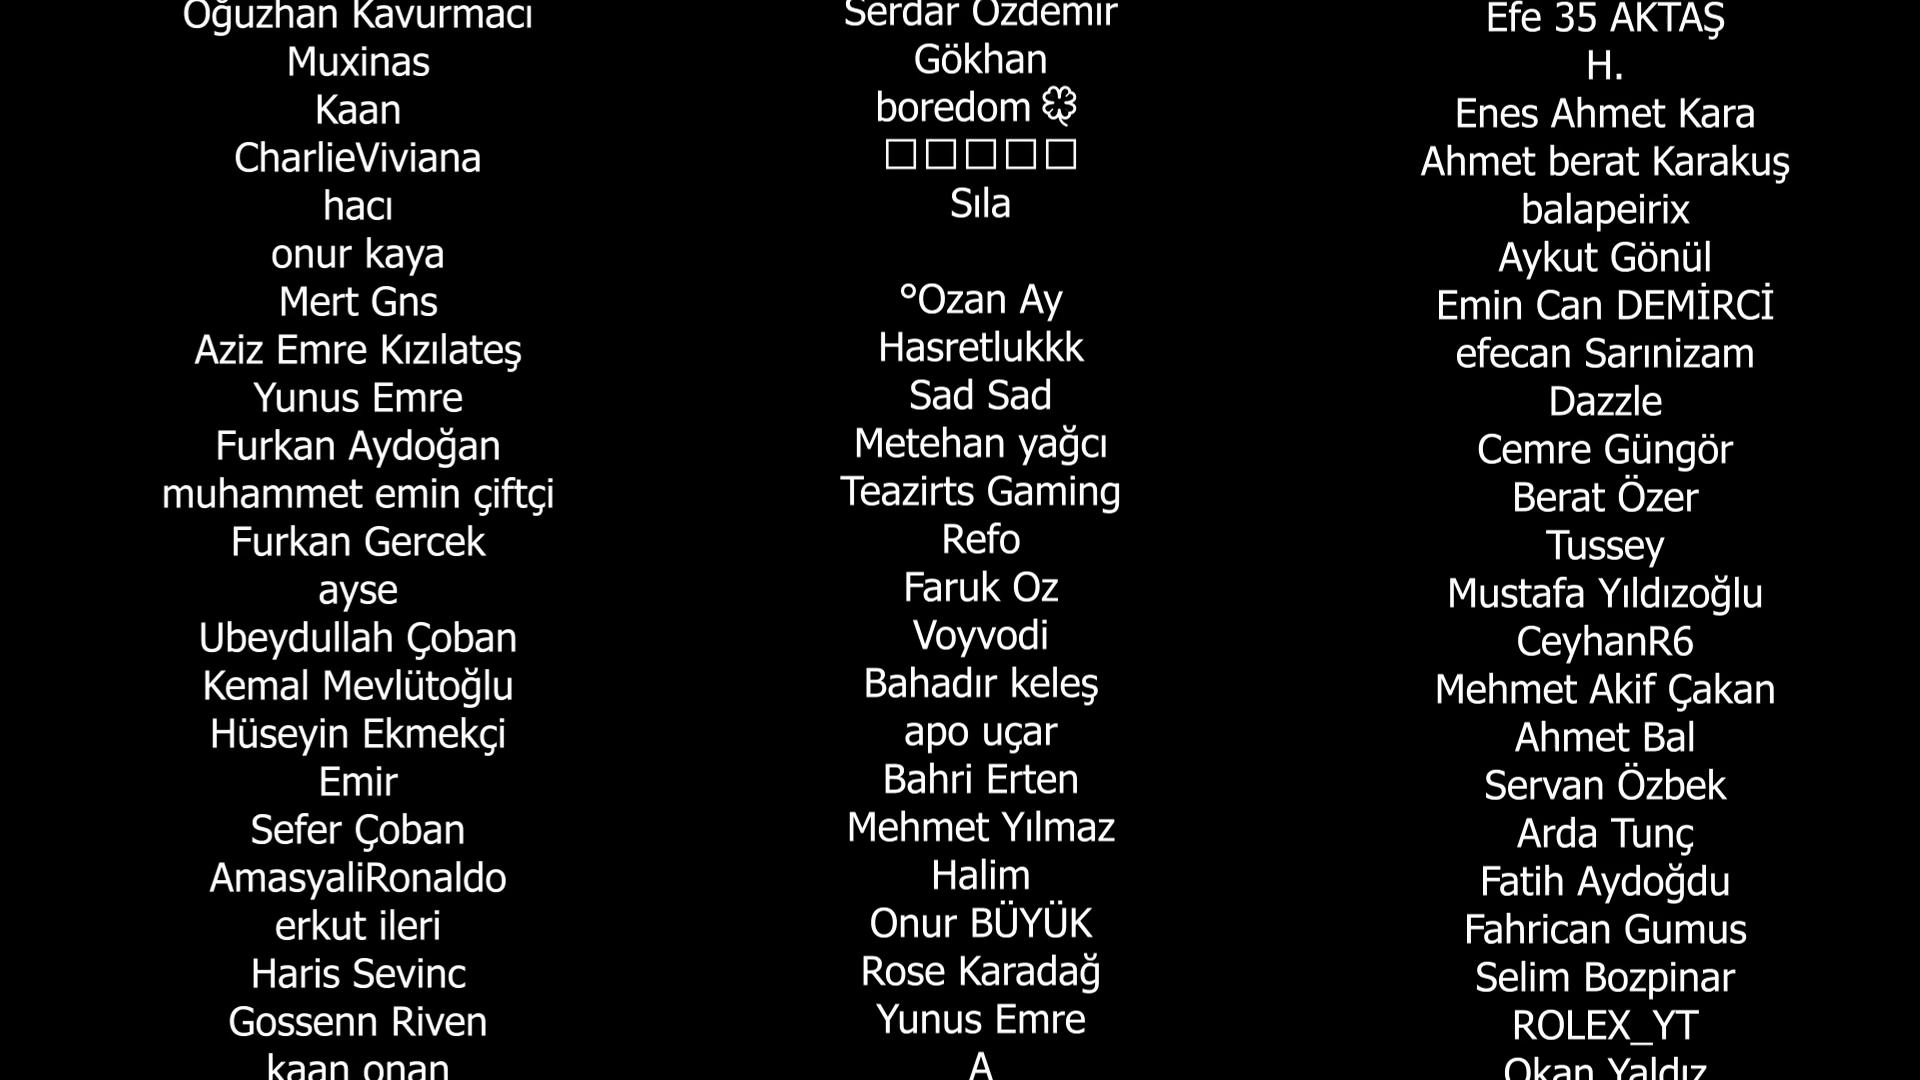 Oğuzhan Kavurmacı
Muxinas
Kaan
CharlieViviana
hacı
onur kaya
Mert Gns
Aziz Emre Kızılateş
Yunus Emre
Furkan Aydoğan
muhammet emin çiftçi
Furkan Gercek
ayse
Ubeydullah Çoban
Kemal Mevlütoğlu
Hüseyin Ekmekçi
Emir
Sefer Çoban
AmasyaliRonaldo
erkut ileri
Haris Sevinc
Gossenn Riven
kaan onan
Serdar Özdemir
Gökhan
boredom 🍀
□□□□□
Sıla
°Ozan Ay
Hasretlukkk
Sad Sad
Metehan yağcı
Teazirts Gaming
Refo
Faruk Oz
Voyvodi
Bahadır keleş
apo uçar
Bahri Erten
Mehmet Yılmaz
Halim
Onur BÜYÜK
Rose Karadağ
Yunus Emre
A
Efe 35 AKTAŞ
H.
Enes Ahmet Kara
Ahmet berat Karakuş
balapeirix
Aykut Gönül
Emin Can DEMİRCİ
efecan Sarınizam
Dazzle
Cemre Güngör
Berat Özer
Tussey
Mustafa Yıldızoğlu
CeyhanR6
Mehmet Akif Çakan
Ahmet Bal
Servan Özbek
Arda Tunç
Fatih Aydoğdu
Fahrican Gumus
Selim Bozpinar
ROLEX_YT
Okan Yaldız